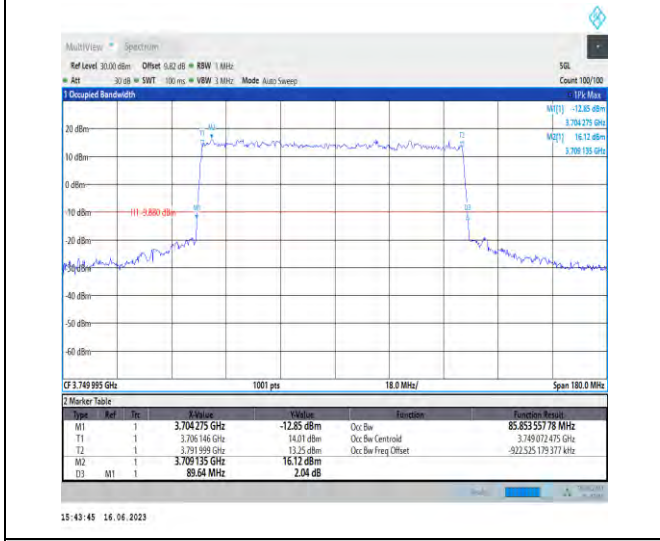 MultiView Spectrum
Ref Level 30.00 dBm Offset 0.82 dB RBW 1 MHz SGL
Att 30 dB SWT 100 ms VBW 3 MHz Mode Auto Sweep Count 100/100
1 Occupied Bandwidth 1Pk Max
M1[1] -12.85 dBm
3.704 275 GHz
M2[1] 16.12 dBm
3.709 135 GHz
20 dBm
T1 M2 T2
10 dBm
0 dBm
-10 dBm H1 -9.880 dBm M1 D3
-20 dBm
-30 dBm
-40 dBm
-50 dBm
-60 dBm
CF 3.749 995 GHz 1001 pts 18.0 MHz/ Span 180.0 MHz
2 Marker Table
Type Ref Trc X-Value Y-Value Function Function Result
M1 1 3.704 275 GHz -12.85 dBm Occ Bw 85.853 557 78 MHz
T1 1 3.706 146 GHz 14.01 dBm Occ Bw Centroid 3.749 072 475 GHz
T2 1 3.791 999 GHz 13.25 dBm Occ Bw Freq Offset -922.525 179 377 kHz
M2 1 3.709 135 GHz 16.12 dBm
D3 M1 1 89.64 MHz 2.04 dB
15:43:45 16.06.2023